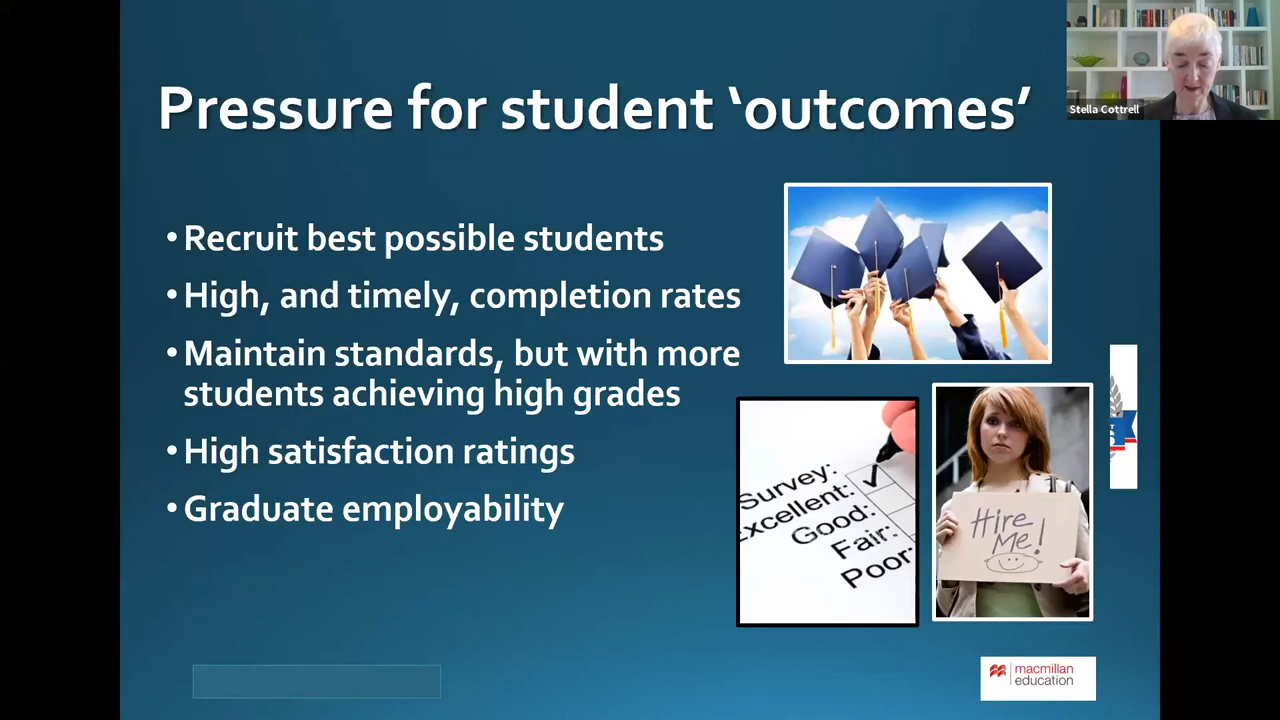 Pressure for student ‘outcomes’
Stella Cottrell
•Recruit best possible students
•High, and timely, completion rates
•Maintain standards, but with more
students achieving high grades
•High satisfaction ratings
•Graduate employability
Survey:
Excellent:
Good:
Fair:
Poor:
Hire
Me!
macmillan
education